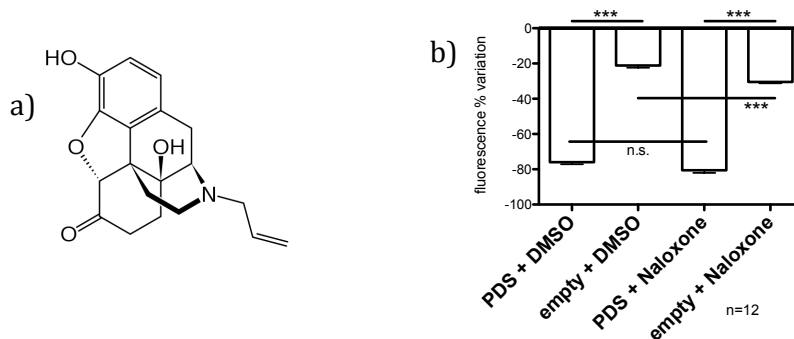 a)
HO
O
OH
N
O
b)
fluorescence % variation
0
-20
-40
-60
-80
-100
*** ***
***
n.s.
PDS + DMSO
empty + DMSO
PDS + Naloxone
empty + Naloxone
n=12